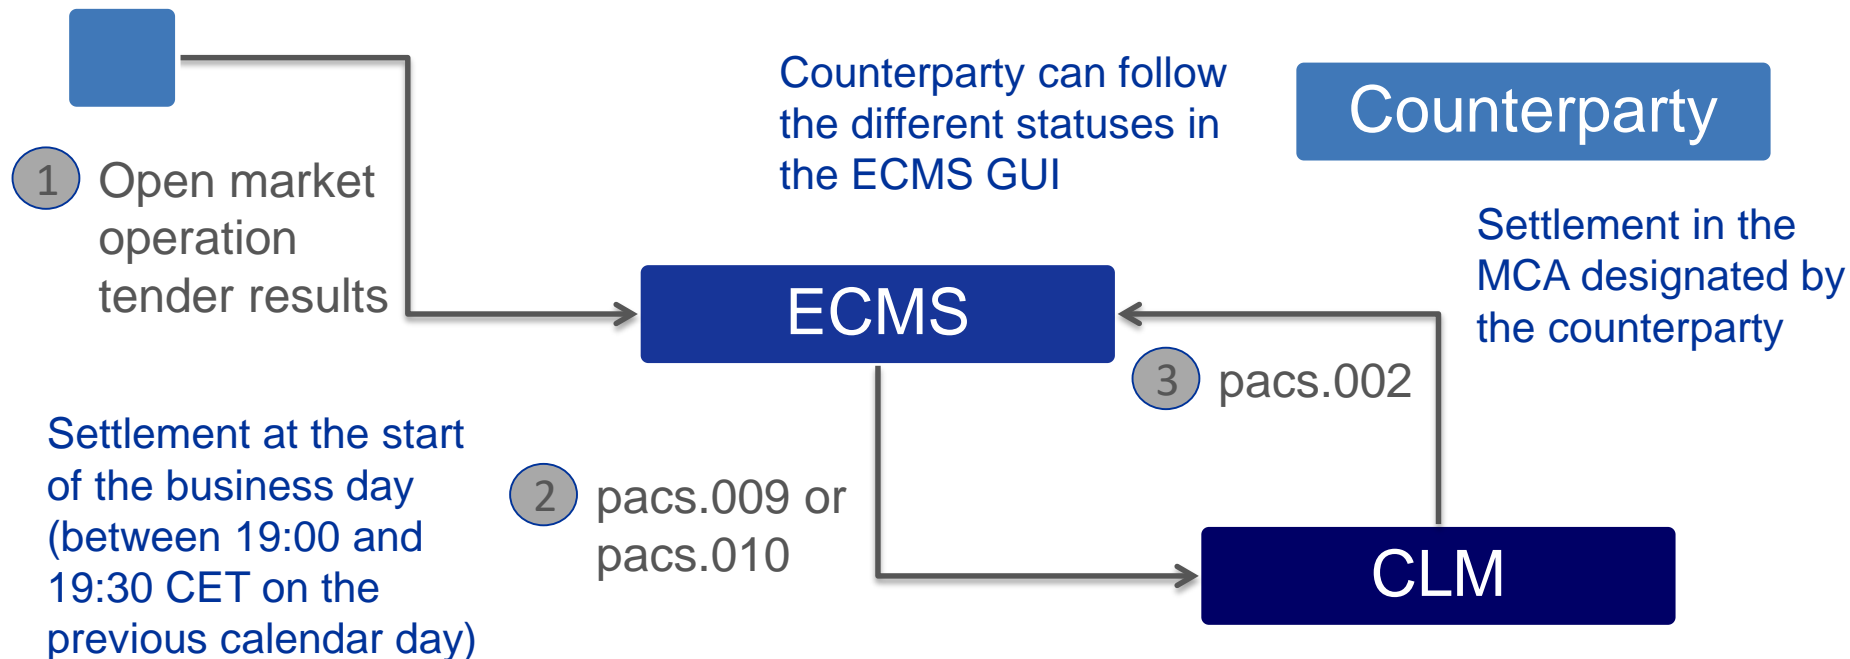 Counterparty can follow
the different statuses in
the ECMS GUI
Counterparty
1 Open market
operation
tender results
Settlement in the
MCA designated by
the counterparty
ECMS
3 pacs.002
Settlement at the start
of the business day
(between 19:00 and
19:30 CET on the
previous calendar day)
2 pacs.009 or
pacs.010
CLM